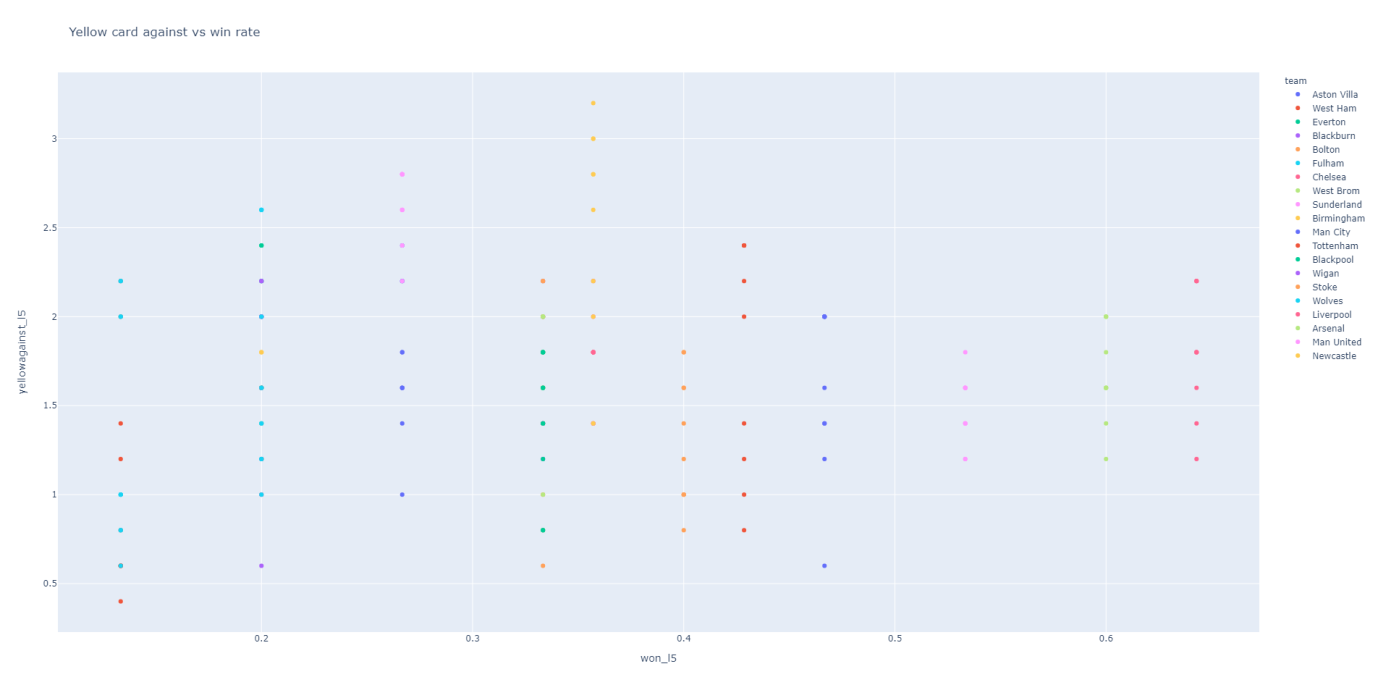 Yellow card against vs win rate
team
Aston Villa
West Ham
Everton
Blackburn
Bolton
Fulham
Chelsea
West Brom
Sunderland
Birmingham
Man City
Tottenham
Blackpool
Wigan
Stoke
Wolves
Liverpool
Arsenal
Man United
Newcastle
yellowagainst_l5
3
2.5
2
1.5
1
0.5
0.2
0.3
0.4
0.5
0.6
won_l5